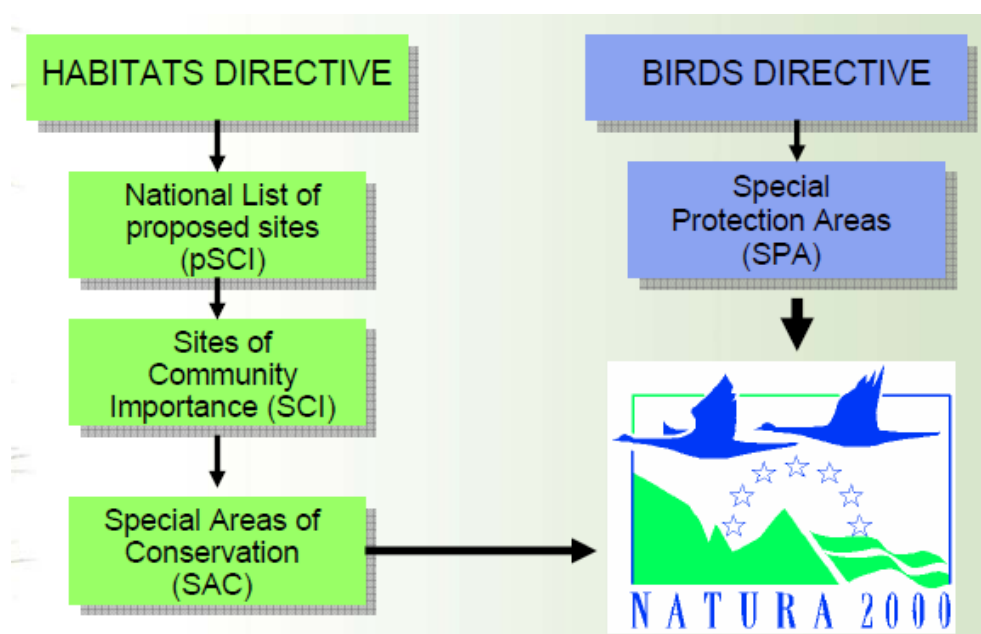 HABITATS DIRECTIVE
National List of
proposed sites
(pSCI)
Sites of
Community
Importance (SCI)
Special Areas of
Conservation
(SAC)
BIRDS DIRECTIVE
Special
Protection Areas
(SPA)
NATURA 2000